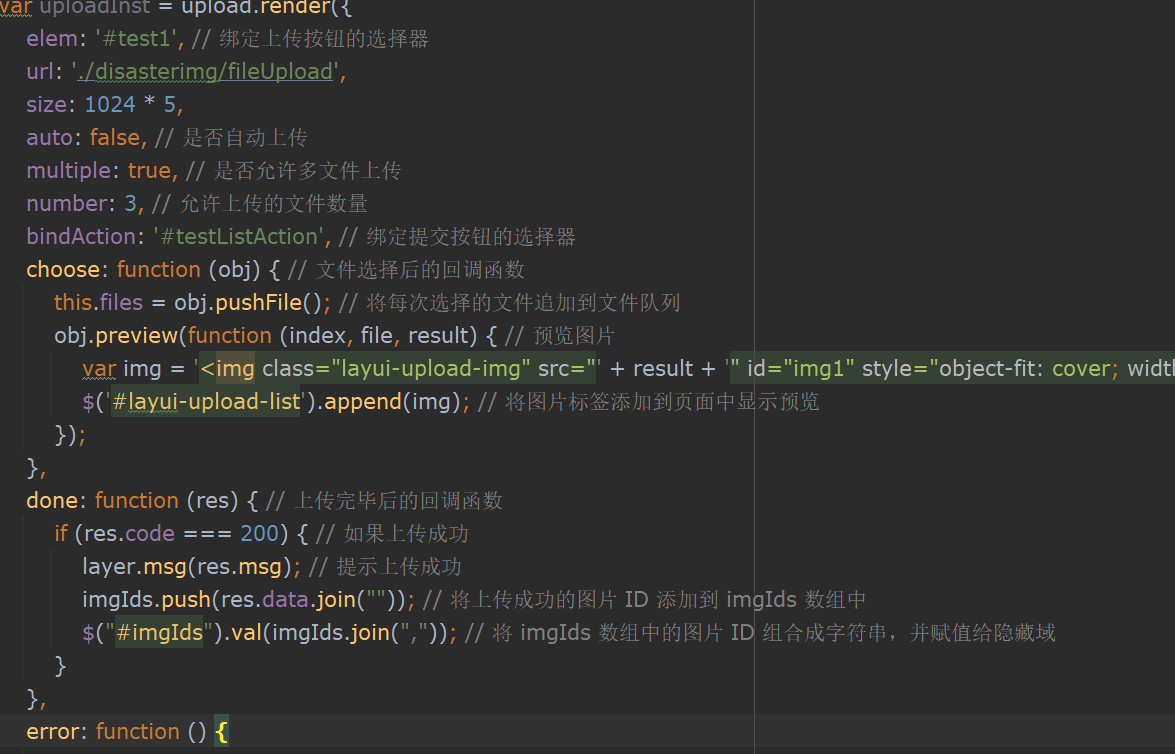 var uploadInst = upload.render({
elem: '#test1', // 绑定上传按钮的选择器
url: './disasterimg/fileUpload',
size: 1024 * 5,
auto: false, // 是否自动上传
multiple: true, // 是否允许多文件上传
number: 3, // 允许上传的文件数量
bindAction: '#testListAction', // 绑定提交按钮的选择器
choose: function (obj) { // 文件选择后的回调函数
this.files = obj.pushFile(); // 将每次选择的文件追加到文件队列
obj.preview(function (index, file, result) { // 预览图片
var img = '<img class="layui-upload-img" src="' + result + '" id="img1" style="object-fit: cover; width
$('#layui-upload-list').append(img); // 将图片标签添加到页面中显示预览
});
},
done: function (res) { // 上传完毕后的回调函数
if (res.code === 200) { // 如果上传成功
layer.msg(res.msg); // 提示上传成功
imgIds.push(res.data.join("")); // 将上传成功的图片 ID 添加到 imgIds 数组中
$("#imgIds").val(imgIds.join(",")); // 将 imgIds 数组中的图片 ID 组合成字符串，并赋值给隐藏域
}
},
error: function () {